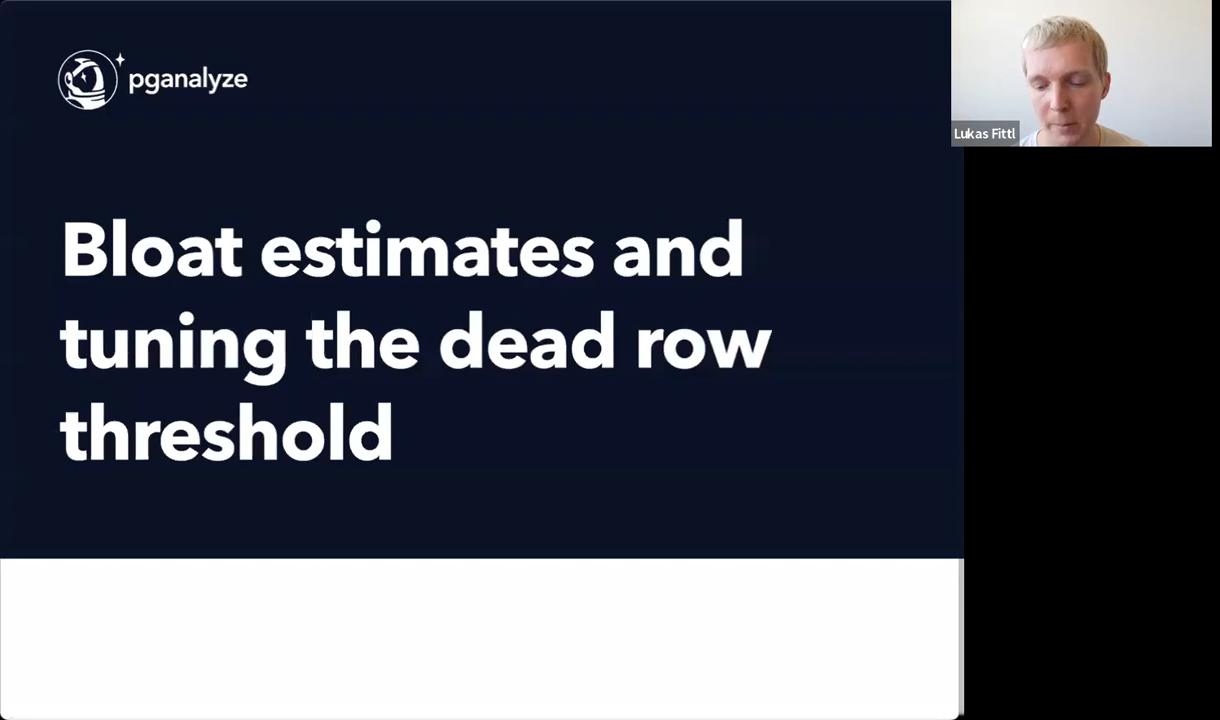 pganalyze
Lukas Fittl
Bloat estimates and
tuning the dead row
threshold